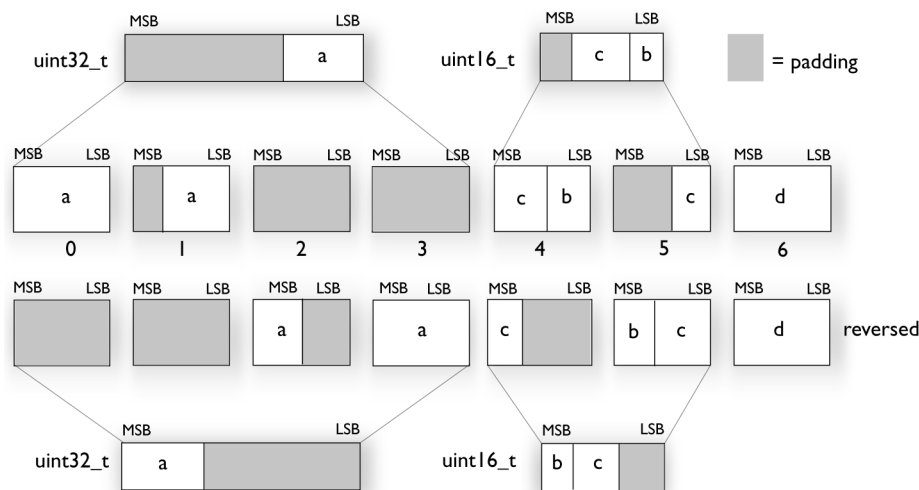 MSB LSB MSB LSB
uint32_t a uint16_t c b = padding
MSB LSB MSB LSB MSB LSB MSB LSB MSB LSB MSB LSB MSB LSB
a a c b c d
0 1 2 3 4 5 6
MSB LSB MSB LSB MSB LSB MSB LSB MSB LSB MSB LSB MSB LSB
a a c b c d reversed
MSB LSB MSB LSB
uint32_t a uint16_t b c